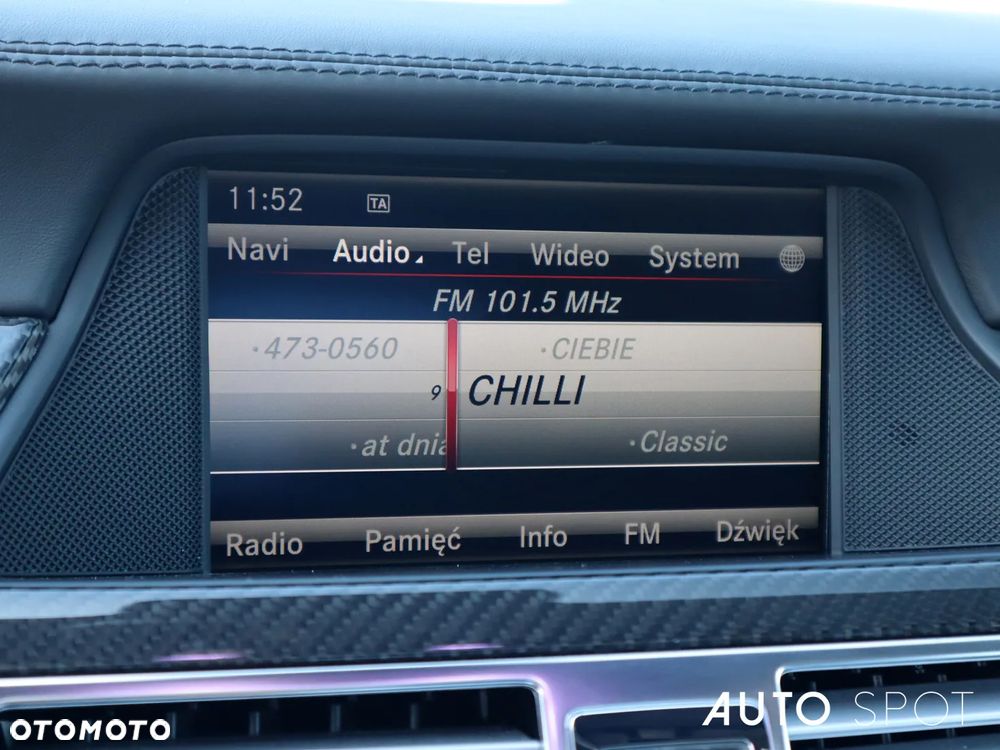 11:52 TA
Navi Audio Tel Wideo System
FM 101.5 MHz
·473-0560 ·CIEBIE
9 CHILLI
·at dnia ·Classic
Radio Pamięć Info FM Dźwięk
AUTO SPOT
OTOMOTO